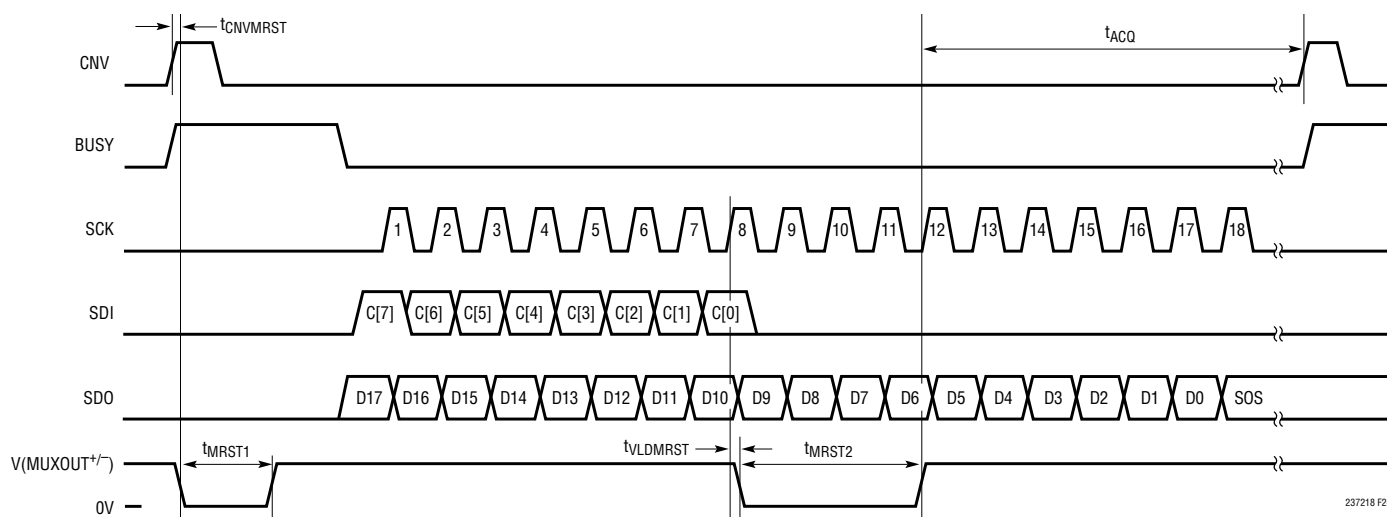 tCNVMRST
tACQ
CNV
BUSY
SCK
1 2 3 4 5 6 7 8 9 10 11 12 13 14 15 16 17 18
SDI
C[7] C[6] C[5] C[4] C[3] C[2] C[1] C[0]
SDO
D17 D16 D15 D14 D13 D12 D11 D10 D9 D8 D7 D6 D5 D4 D3 D2 D1 D0 SOS
tMRST1
tVLDMRST
tMRST2
V(MUXOUT+/–)
0V
237218 F2